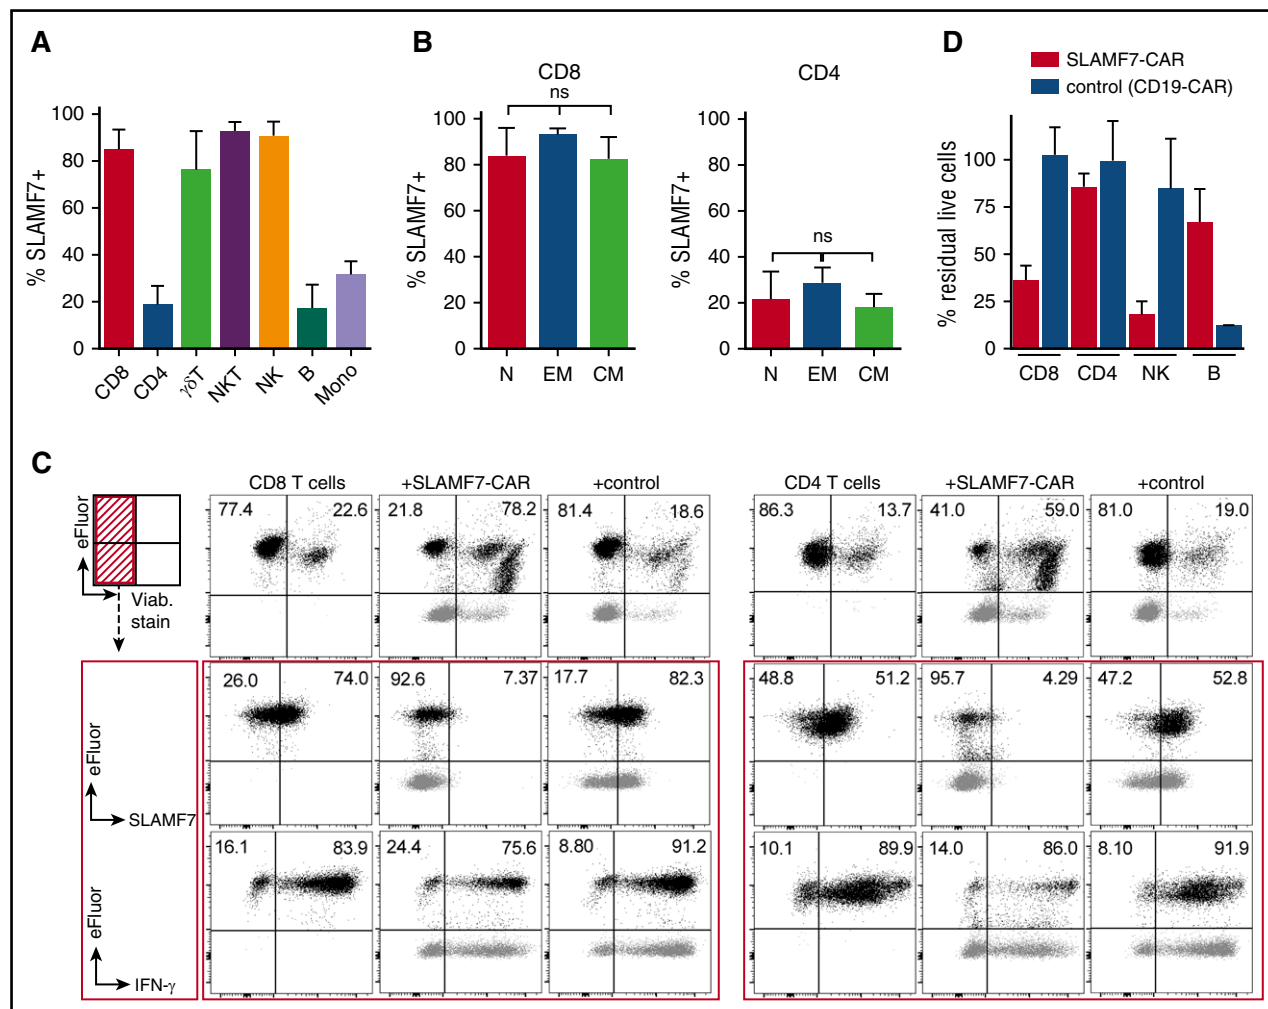 A
% SLAMF7+
100
80
60
40
20
0
CD8
CD4
γδT
NKT
NK
B
Mono
B
CD8
ns
% SLAMF7+
100
80
60
40
20
0
N EM CM
CD4
ns
% SLAMF7+
100
80
60
40
20
0
N EM CM
D
SLAMF7-CAR
control (CD19-CAR)
% residual live cells
100
75
50
25
0
CD8 CD4 NK B
C
eFluor
Viab.
stain
CD8 T cells +SLAMF7-CAR +control CD4 T cells +SLAMF7-CAR +control
77.4 22.6 21.8 78.2 81.4 18.6 86.3 13.7 41.0 59.0 81.0 19.0
eFluor
SLAMF7
26.0 74.0 92.6 7.37 17.7 82.3 48.8 51.2 95.7 4.29 47.2 52.8
eFluor
IFN-γ
16.1 83.9 24.4 75.6 8.80 91.2 10.1 89.9 14.0 86.0 8.10 91.9